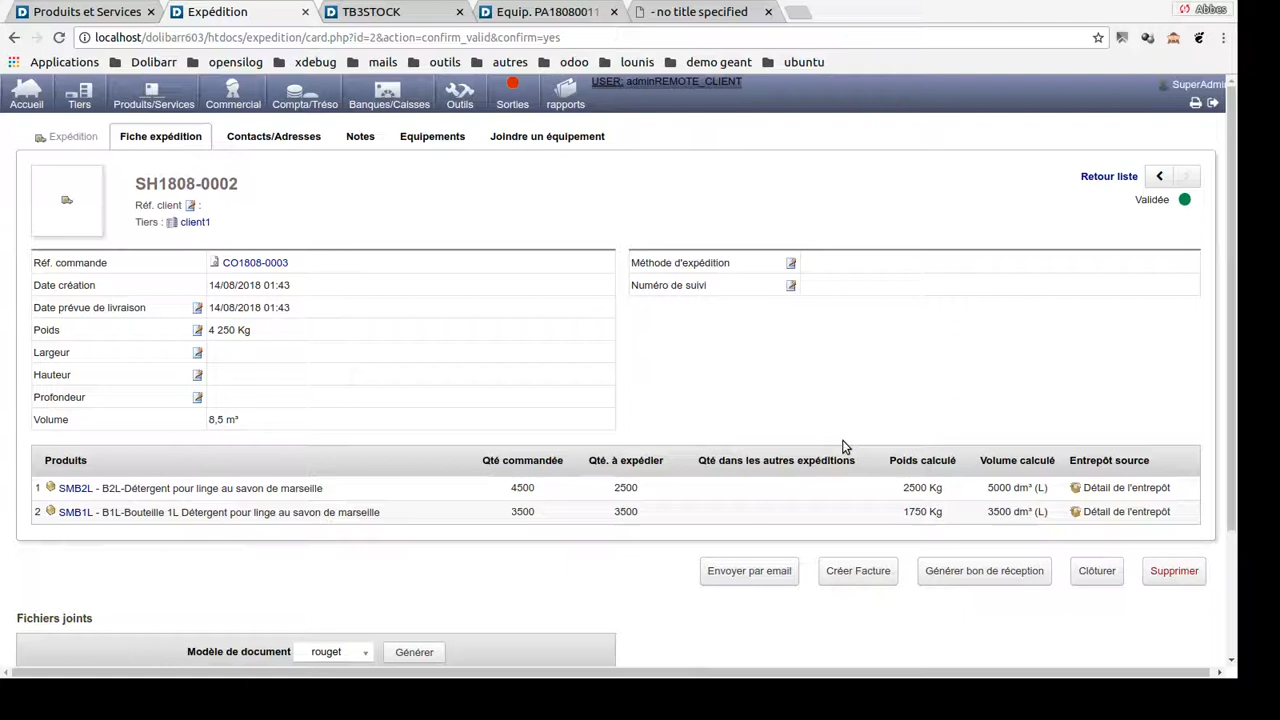 Produits et Services ×
Expédition ×
TB3STOCK ×
Equip. PA18080011 ×
- no title specified ×
Abbes
localhost/dolibarr603/htdocs/expedition/card.php?id=2&action=confirm_valid&confirm=yes
Applications Dolibarr opensilog xdebug mails outils autres odoo lounis demo geant ubuntu
USER: adminREMOTE_CLIENT
SuperAdmin
Accueil Tiers Produits/Services Commercial Compta/Tréso Banques/Caisses Outils Sorties rapports
Expédition Fiche expédition Contacts/Adresses Notes Equipements Joindre un équipement
SH1808-0002
Réf. client :
Tiers : client1
Retour liste
Validée
Réf. commande CO1808-0003
Date création 14/08/2018 01:43
Date prévue de livraison 14/08/2018 01:43
Poids 4 250 Kg
Largeur
Hauteur
Profondeur
Volume 8,5 m³
Méthode d'expédition
Numéro de suivi
Produits Qté commandée Qté. à expédier Qté dans les autres expéditions Poids calculé Volume calculé Entrepôt source
1 SMB2L - B2L-Détergent pour linge au savon de marseille 4500 2500 2500 Kg 5000 dm³ (L) Détail de l'entrepôt
2 SMB1L - B1L-Bouteille 1L Détergent pour linge au savon de marseille 3500 3500 1750 Kg 3500 dm³ (L) Détail de l'entrepôt
Envoyer par email Créer Facture Générer bon de réception Clôturer Supprimer
Fichiers joints
Modèle de document rouget Générer